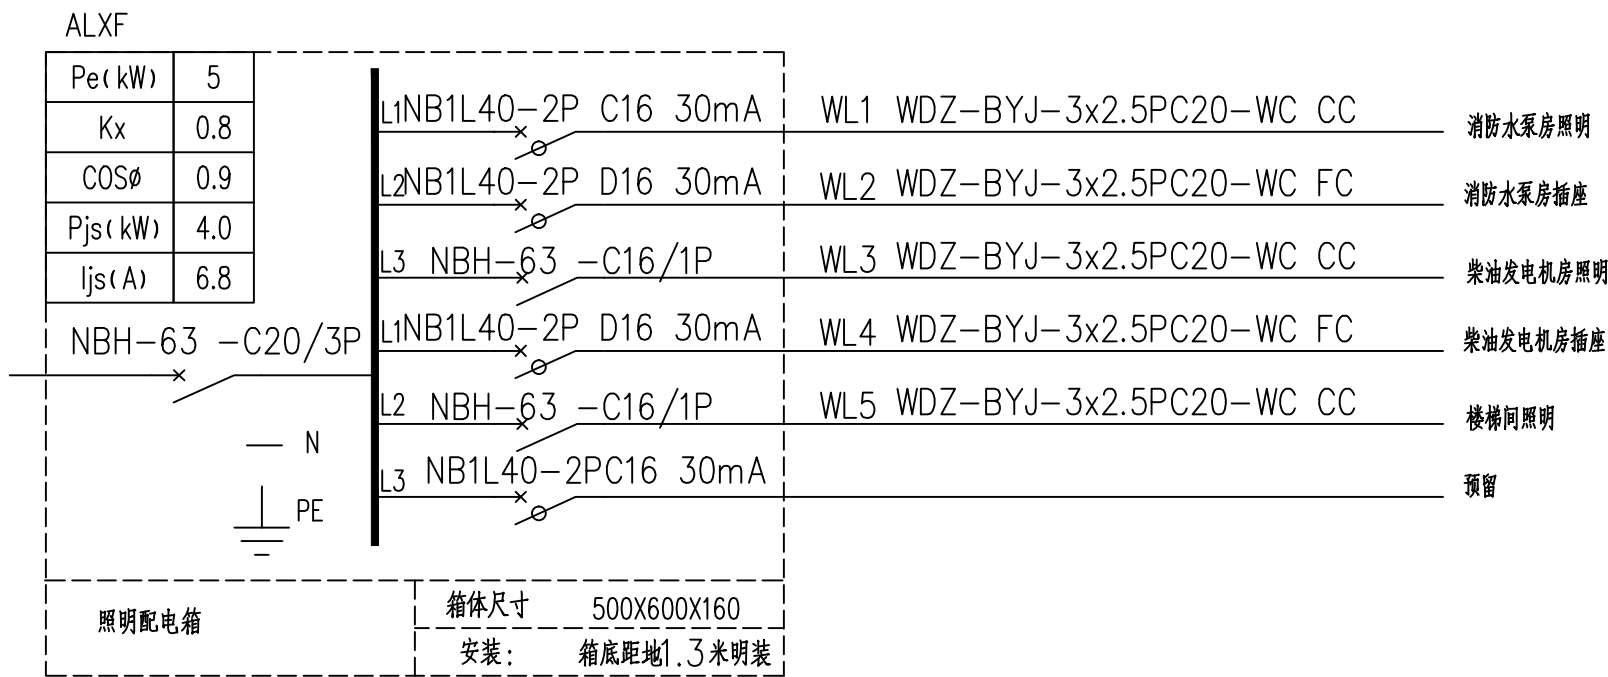 ALXF
Pe(kW) 5
Kx 0.8
COSø 0.9
Pjs(kW) 4.0
Ijs(A) 6.8
NBH-63 -C20/3P
N
PE
L1 NB1L40-2P C16 30mA WL1 WDZ-BYJ-3x2.5PC20-WC CC 消防水泵房照明
L2 NB1L40-2P D16 30mA WL2 WDZ-BYJ-3x2.5PC20-WC FC 消防水泵房插座
L3 NBH-63 -C16/1P WL3 WDZ-BYJ-3x2.5PC20-WC CC 柴油发电机房照明
L1 NB1L40-2P D16 30mA WL4 WDZ-BYJ-3x2.5PC20-WC FC 柴油发电机房插座
L2 NBH-63 -C16/1P WL5 WDZ-BYJ-3x2.5PC20-WC CC 楼梯间照明
L3 NB1L40-2PC16 30mA 预留
照明配电箱
箱体尺寸 500X600X160
安装: 箱底距地1.3米明装